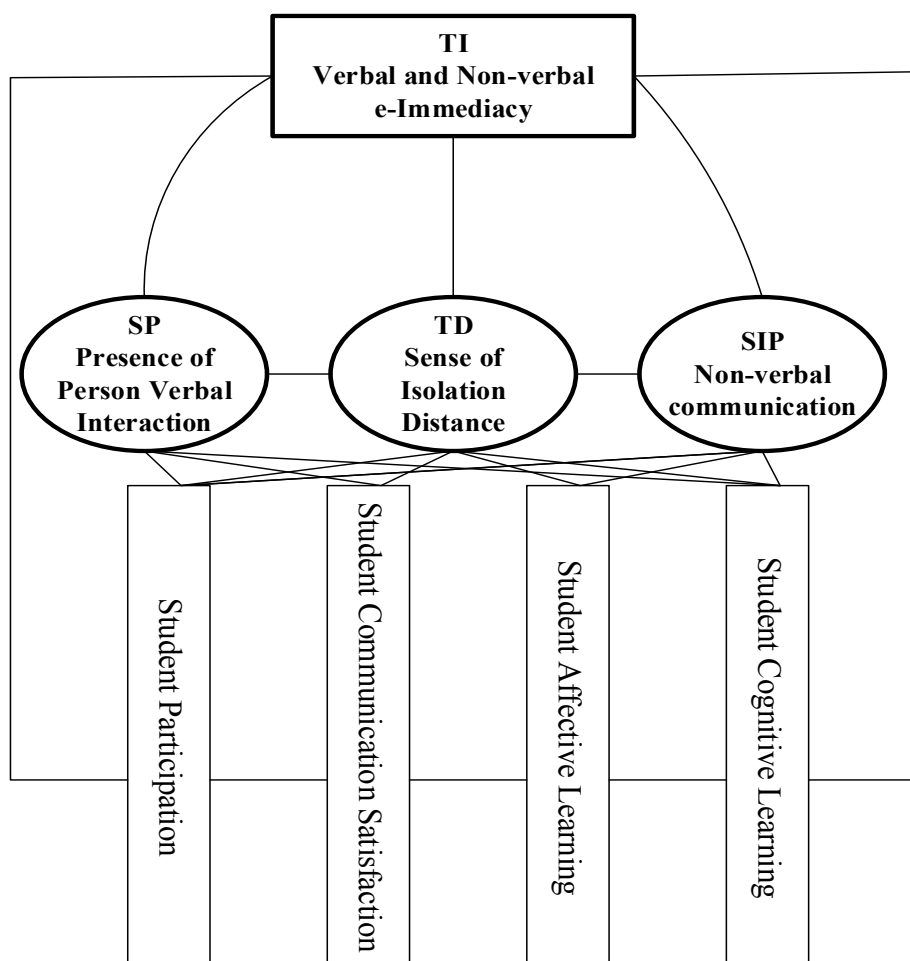 TI
Verbal and Non-verbal
e-Immediacy
SP
Presence of
Person Verbal
Interaction
TD
Sense of
Isolation
Distance
SIP
Non-verbal
communication
Student Participation
Student Communication Satisfaction
Student Affective Learning
Student Cognitive Learning